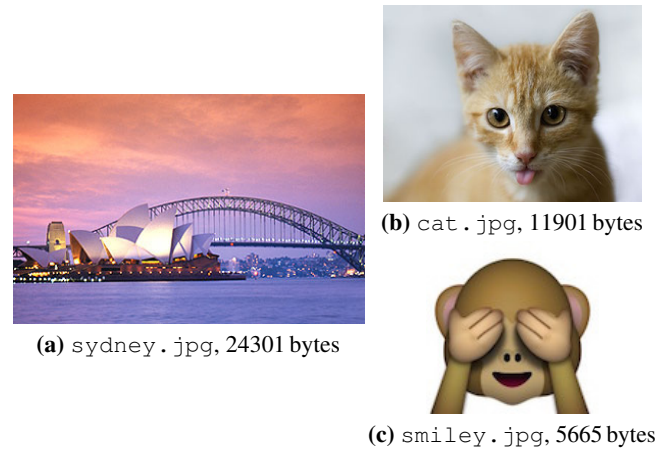 (a) sydney.jpg, 24301 bytes
(b) cat.jpg, 11901 bytes
(c) smiley.jpg, 5665 bytes